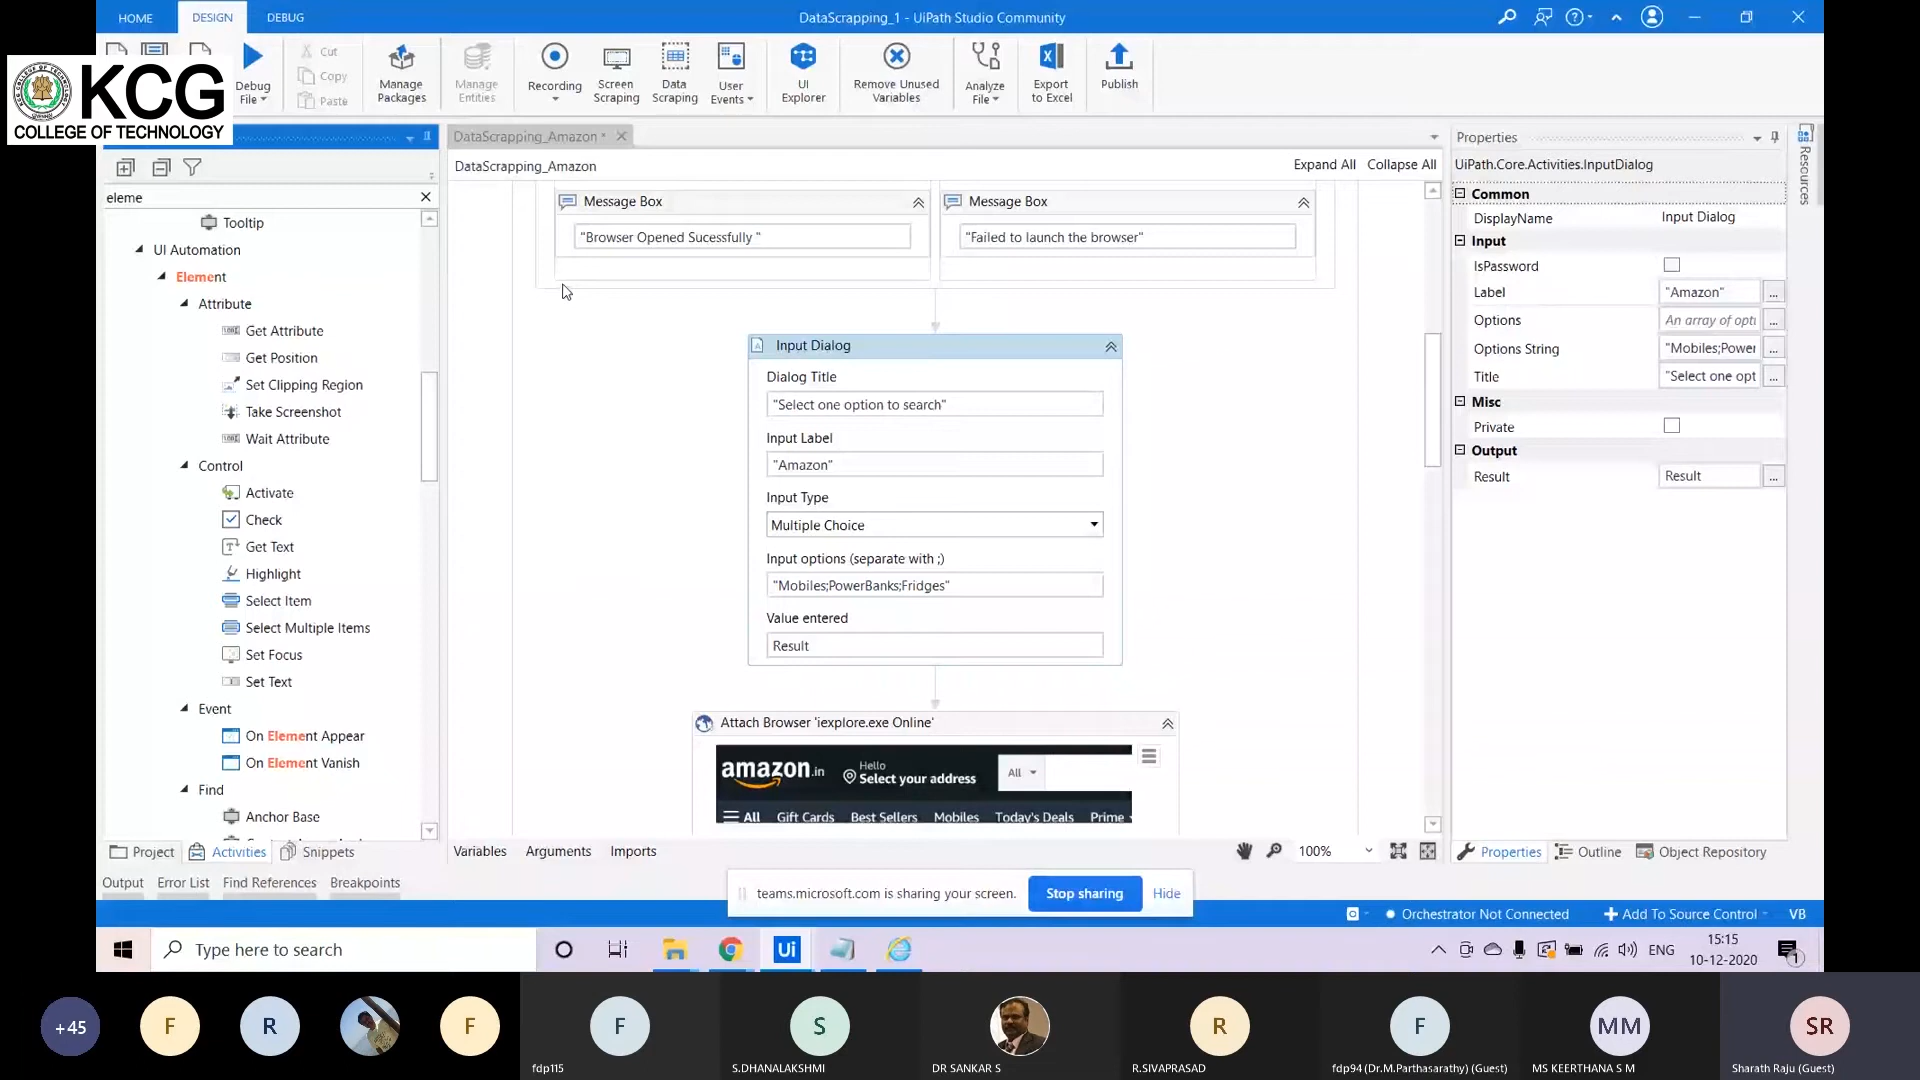 HOME
DESIGN
DEBUG
DataScrapping_1 - UiPath Studio Community
KCG
COLLEGE OF TECHNOLOGY
Debug
File
Cut
Copy
Paste
Manage
Packages
Manage
Entities
Recording
Screen
Scraping
Data
Scraping
User
Events
UI
Explorer
Remove Unused
Variables
Analyze
File
Export
to Excel
Publish
DataScrapping_Amazon *
DataScrapping_Amazon
Expand All
Collapse All
eleme
Tooltip
UI Automation
Element
Attribute
Get Attribute
Get Position
Set Clipping Region
Take Screenshot
Wait Attribute
Control
Activate
Check
Get Text
Highlight
Select Item
Select Multiple Items
Set Focus
Set Text
Event
On Element Appear
On Element Vanish
Find
Anchor Base
Message Box
"Browser Opened Sucessfully "
Message Box
"Failed to launch the browser"
Input Dialog
Dialog Title
"Select one option to search"
Input Label
"Amazon"
Input Type
Multiple Choice
Input options (separate with ;)
"Mobiles;PowerBanks;Fridges"
Value entered
Result
Attach Browser 'iexplore.exe Online'
amazon.in
Hello
Select your address
All
All
Gift Cards
Best Sellers
Mobiles
Today's Deals
Prime
Properties
UiPath.Core.Activities.InputDialog
Common
DisplayName
Input Dialog
Input
IsPassword
Label
"Amazon"
...
Options
An array of opti
...
Options String
"Mobiles;Power
...
Title
"Select one opt
...
Misc
Private
Output
Result
Result
...
Resources
Project
Activities
Snippets
Variables
Arguments
Imports
100%
Properties
Outline
Object Repository
Output
Error List
Find References
Breakpoints
teams.microsoft.com is sharing your screen.
Stop sharing
Hide
Orchestrator Not Connected
Add To Source Control
VB
Type here to search
Ui
ENG
15:15
10-12-2020
1
+45
F
R
F
F
fdp115
S
S.DHANALAKSHMI
DR SANKAR S
R
R.SIVAPRASAD
F
fdp94 (Dr.M.Parthasarathy) (Guest)
MM
MS KEERTHANA S M
SR
Sharath Raju (Guest)